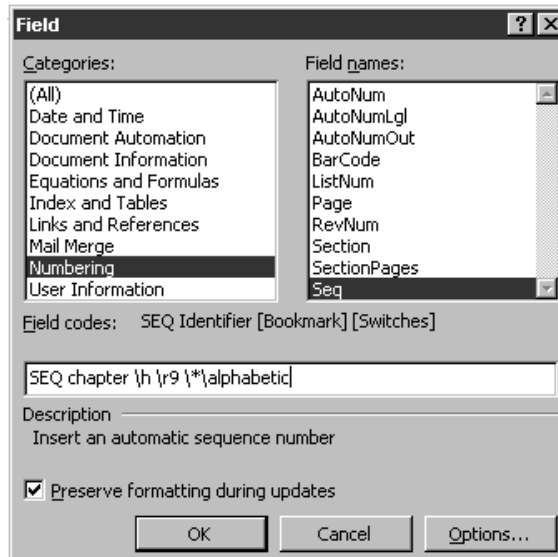 Field
Categories:
(All)
Date and Time
Document Automation
Document Information
Equations and Formulas
Index and Tables
Links and References
Mail Merge
Numbering
User Information
Field names:
AutoNum
AutoNumLgl
AutoNumOut
BarCode
ListNum
Page
RevNum
Section
SectionPages
Seq
Field codes: SEQ Identifier [Bookmark] [Switches]
SEQ chapter \h \r9 \*\alphabetic
Description
Insert an automatic sequence number
Preserve formatting during updates
OK Cancel Options...